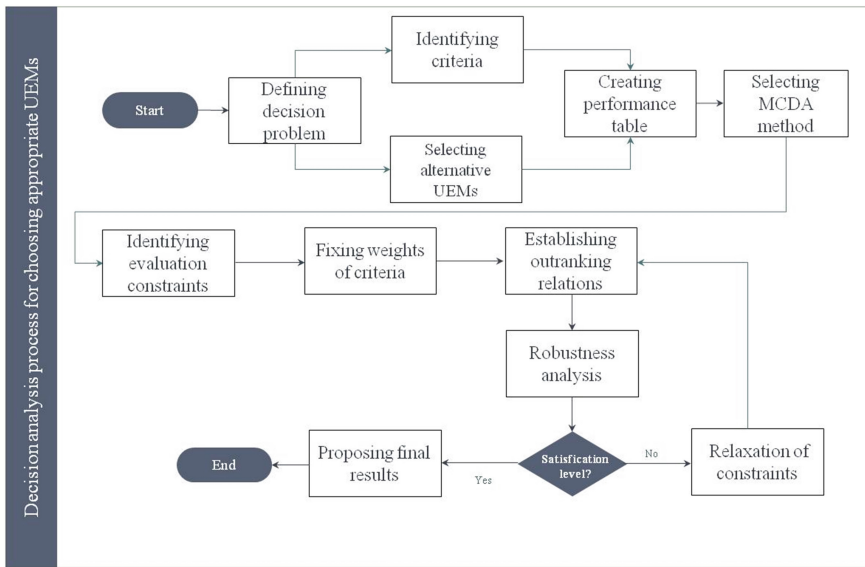 Decision analysis process for choosing appropriate UEMs
Start
Defining
decision
problem
Identifying
criteria
Selecting
alternative
UEMs
Creating
performance
table
Selecting
MCDA
method
Identifying
evaluation
constraints
Fixing weights
of criteria
Establishing
outranking
relations
Robustness
analysis
Satisfication
level?
No
Relaxation of
constraints
Yes
Proposing final
results
End